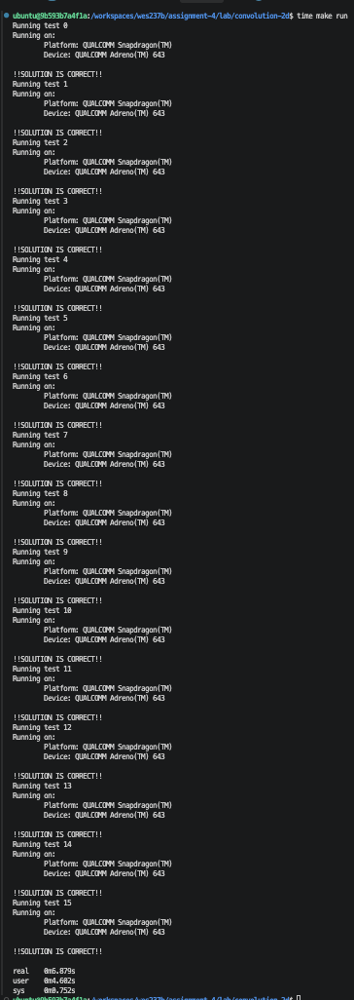 ubuntu@9b593b7a4f1a:/workspaces/wes237b/assignment-4/lab/convolution-2d$ time make run
Running test 0
Running on:
Platform: QUALCOMM Snapdragon(TM)
Device: QUALCOMM Adreno(TM) 643
!!SOLUTION IS CORRECT!!
Running test 1
Running on:
Platform: QUALCOMM Snapdragon(TM)
Device: QUALCOMM Adreno(TM) 643
!!SOLUTION IS CORRECT!!
Running test 2
Running on:
Platform: QUALCOMM Snapdragon(TM)
Device: QUALCOMM Adreno(TM) 643
!!SOLUTION IS CORRECT!!
Running test 3
Running on:
Platform: QUALCOMM Snapdragon(TM)
Device: QUALCOMM Adreno(TM) 643
!!SOLUTION IS CORRECT!!
Running test 4
Running on:
Platform: QUALCOMM Snapdragon(TM)
Device: QUALCOMM Adreno(TM) 643
!!SOLUTION IS CORRECT!!
Running test 5
Running on:
Platform: QUALCOMM Snapdragon(TM)
Device: QUALCOMM Adreno(TM) 643
!!SOLUTION IS CORRECT!!
Running test 6
Running on:
Platform: QUALCOMM Snapdragon(TM)
Device: QUALCOMM Adreno(TM) 643
!!SOLUTION IS CORRECT!!
Running test 7
Running on:
Platform: QUALCOMM Snapdragon(TM)
Device: QUALCOMM Adreno(TM) 643
!!SOLUTION IS CORRECT!!
Running test 8
Running on:
Platform: QUALCOMM Snapdragon(TM)
Device: QUALCOMM Adreno(TM) 643
!!SOLUTION IS CORRECT!!
Running test 9
Running on:
Platform: QUALCOMM Snapdragon(TM)
Device: QUALCOMM Adreno(TM) 643
!!SOLUTION IS CORRECT!!
Running test 10
Running on:
Platform: QUALCOMM Snapdragon(TM)
Device: QUALCOMM Adreno(TM) 643
!!SOLUTION IS CORRECT!!
Running test 11
Running on:
Platform: QUALCOMM Snapdragon(TM)
Device: QUALCOMM Adreno(TM) 643
!!SOLUTION IS CORRECT!!
Running test 12
Running on:
Platform: QUALCOMM Snapdragon(TM)
Device: QUALCOMM Adreno(TM) 643
!!SOLUTION IS CORRECT!!
Running test 13
Running on:
Platform: QUALCOMM Snapdragon(TM)
Device: QUALCOMM Adreno(TM) 643
!!SOLUTION IS CORRECT!!
Running test 14
Running on:
Platform: QUALCOMM Snapdragon(TM)
Device: QUALCOMM Adreno(TM) 643
!!SOLUTION IS CORRECT!!
Running test 15
Running on:
Platform: QUALCOMM Snapdragon(TM)
Device: QUALCOMM Adreno(TM) 643
!!SOLUTION IS CORRECT!!
real 0m6.879s
user 0m4.602s
sys 0m0.752s
ubuntu@9b593b7a4f1a:/workspaces/wes237b/assignment-4/lab/convolution-2d$